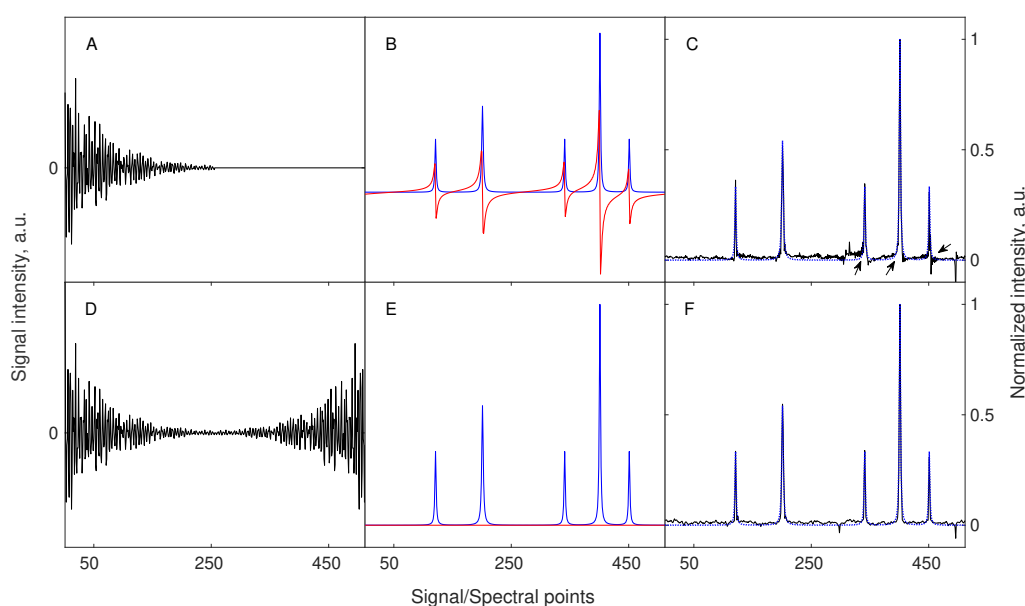 A
B
C
1
0
0.5
0
D
E
F
1
0
0.5
0
50
250
450
50
250
450
50
250
450
Signal intensity, a.u.
Normalized intensity, a.u.
Signal/Spectral points